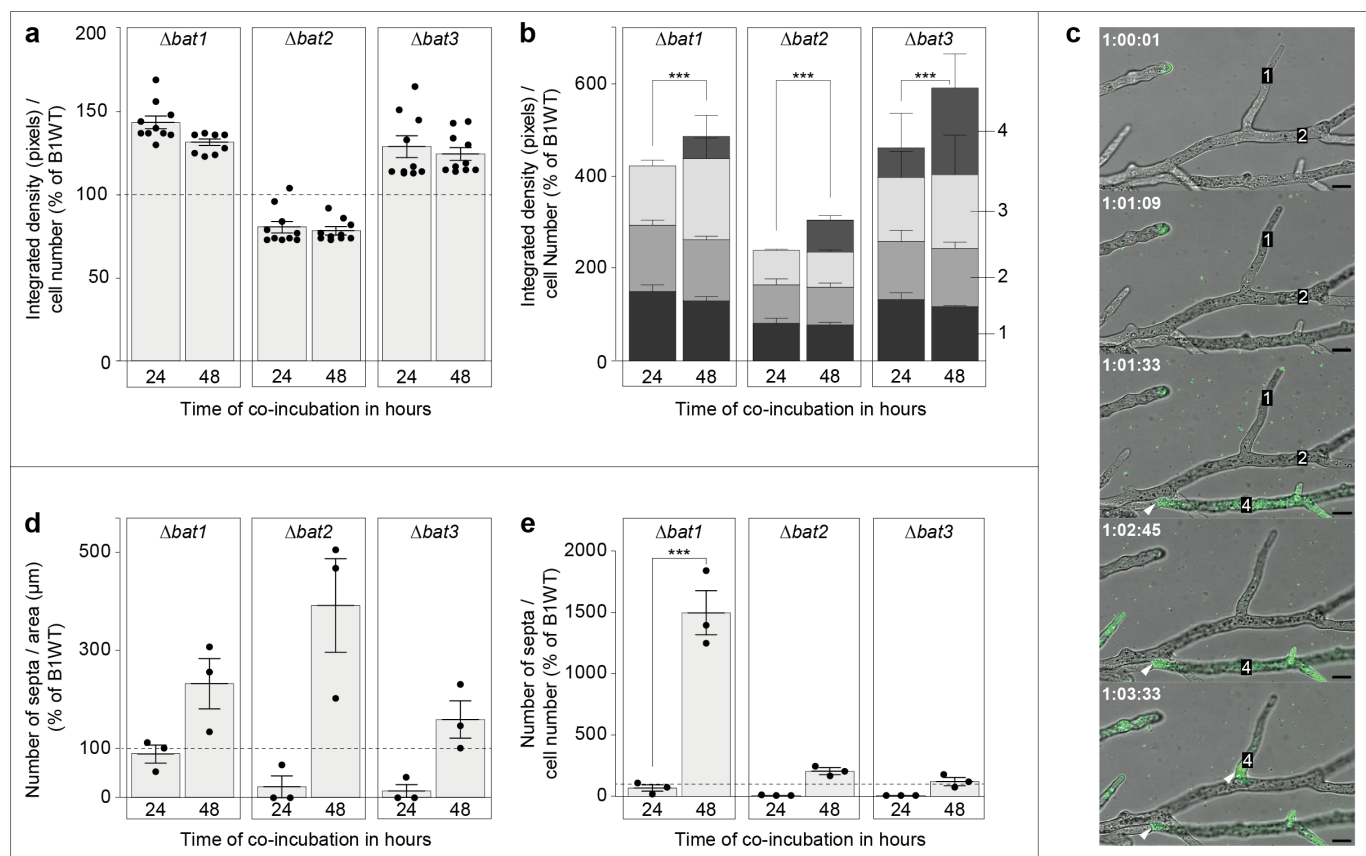 a
Integrated density (pixels) /
cell number (% of B1WT)
200
150
100
50
0
Δbat1
Δbat2
Δbat3
24 48 24 48 24 48
Time of co-incubation in hours
b
Integrated density (pixels) /
cell Number (% of B1WT)
600
400
200
0
Δbat1
Δbat2
Δbat3
*** *** ***
4
3
2
1
24 48 24 48 24 48
Time of co-incubation in hours
c
1:00:01
1
2
1:01:09
1
2
1:01:33
1
2
4
1:02:45
4
1:03:33
4
d
Number of septa / area (µm)
(% of B1WT)
500
300
100
0
Δbat1
Δbat2
Δbat3
24 48 24 48 24 48
Time of co-incubation in hours
e
Number of septa /
cell number (% of B1WT)
2000
1500
1000
500
0
Δbat1
Δbat2
Δbat3
***
24 48 24 48 24 48
Time of co-incubation in hours